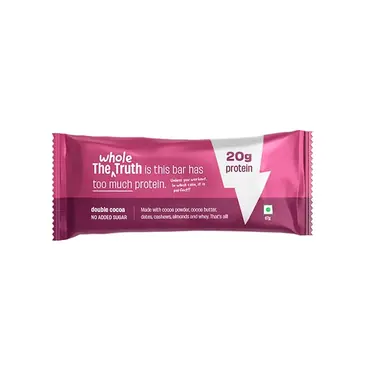 The whole Truth is this bar has
too much protein.
Unless you workout.
In which case, it is
perfect!
20g
protein
double cocoa
NO ADDED SUGAR
Made with cocoa powder, cocoa butter,
dates, cashews, almonds and whey. That's all
67g